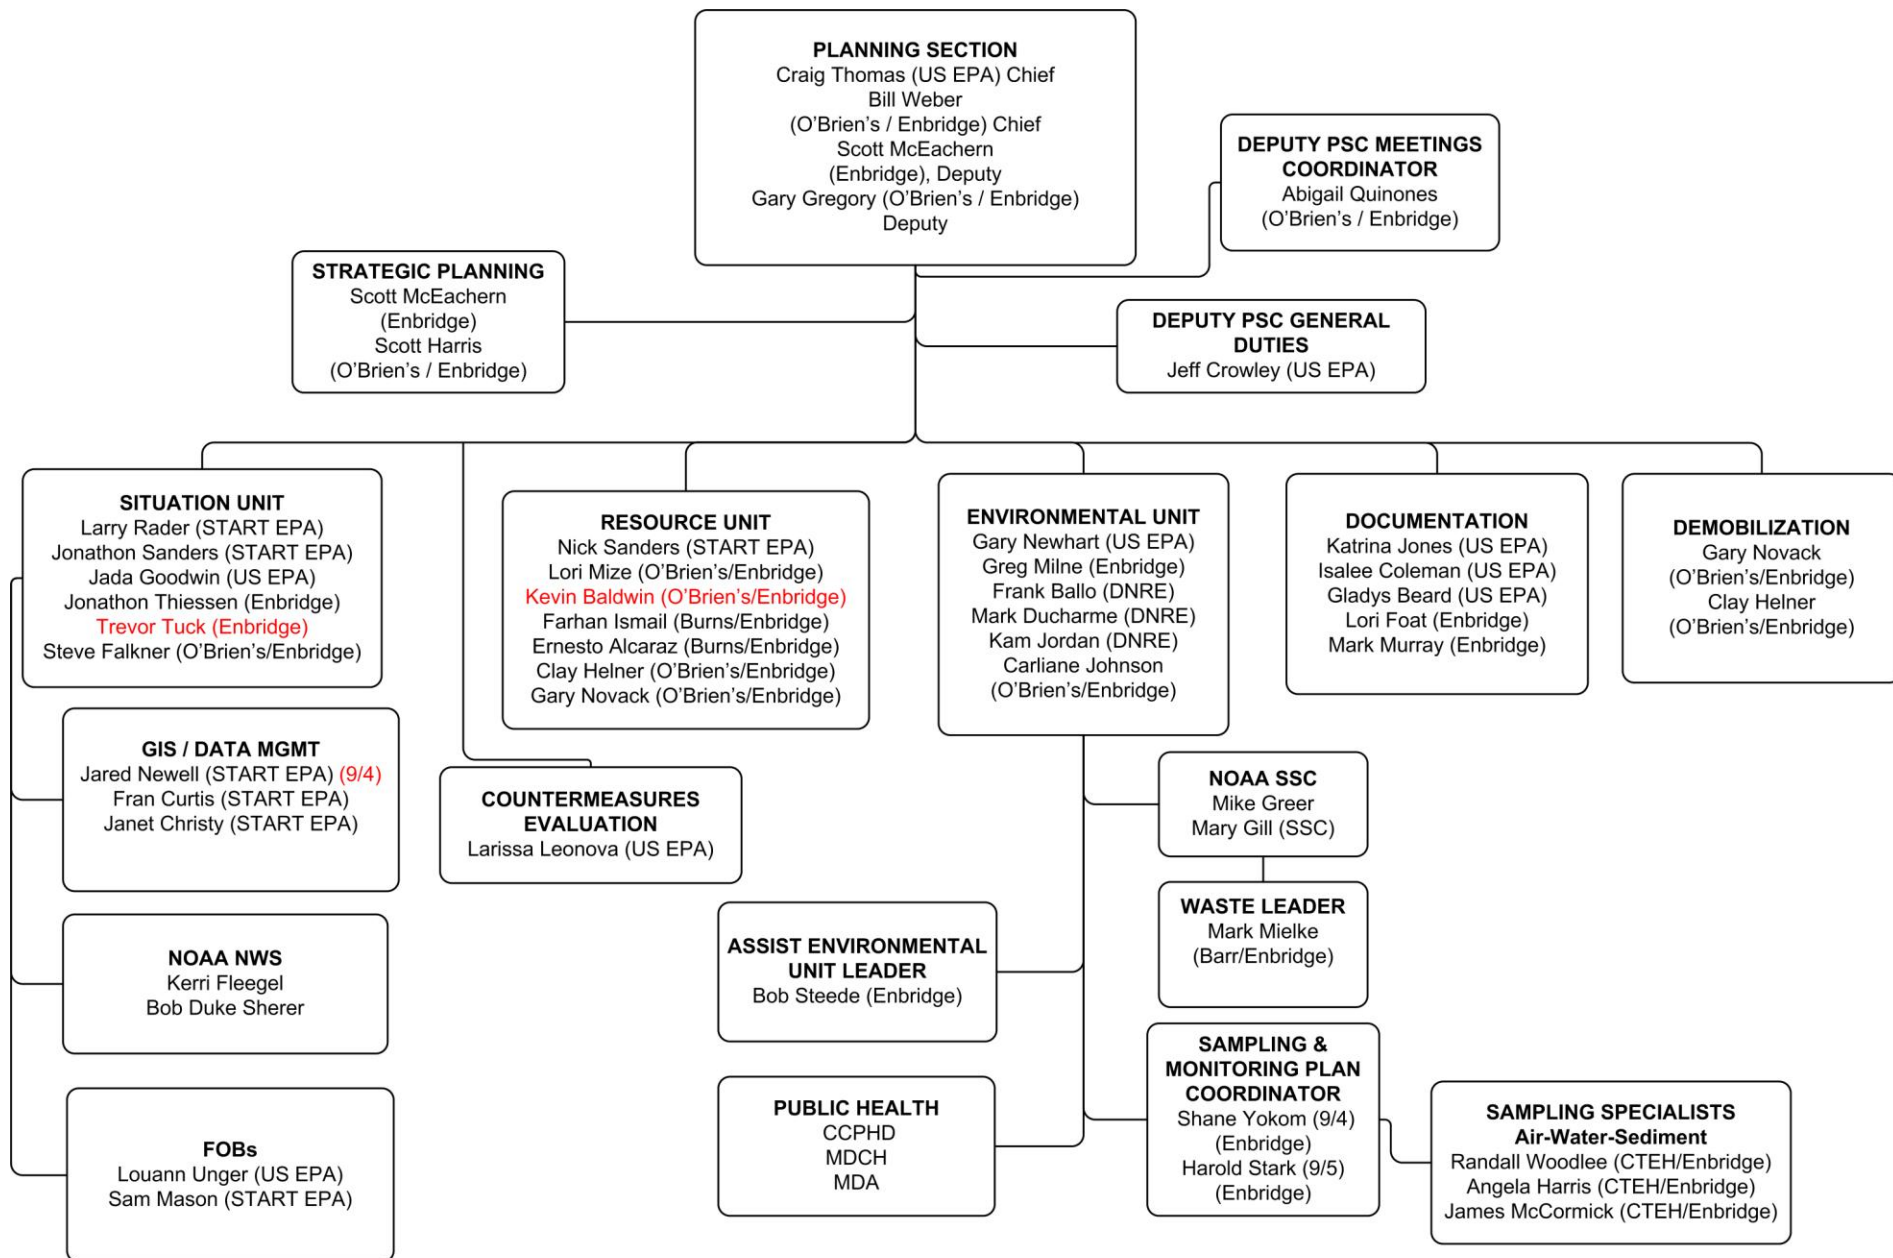 PLANNING SECTION
Craig Thomas (US EPA) Chief
Bill Weber
(O'Brien's / Enbridge) Chief
Scott McEachern
(Enbridge), Deputy
Gary Gregory (O'Brien's / Enbridge)
Deputy
DEPUTY PSC MEETINGS
COORDINATOR
Abigail Quinones
(O'Brien's / Enbridge)
STRATEGIC PLANNING
Scott McEachern
(Enbridge)
Scott Harris
(O'Brien's / Enbridge)
DEPUTY PSC GENERAL
DUTIES
Jeff Crowley (US EPA)
SITUATION UNIT
Larry Rader (START EPA)
Jonathon Sanders (START EPA)
Jada Goodwin (US EPA)
Jonathon Thiessen (Enbridge)
Trevor Tuck (Enbridge)
Steve Falkner (O'Brien's/Enbridge)
RESOURCE UNIT
Nick Sanders (START EPA)
Lori Mize (O'Brien's/Enbridge)
Kevin Baldwin (O'Brien's/Enbridge)
Farhan Ismail (Burns/Enbridge)
Ernesto Alcaraz (Burns/Enbridge)
Clay Helner (O'Brien's/Enbridge)
Gary Novack (O'Brien's/Enbridge)
ENVIRONMENTAL UNIT
Gary Newhart (US EPA)
Greg Milne (Enbridge)
Frank Ballo (DNRE)
Mark Ducharme (DNRE)
Kam Jordan (DNRE)
Carliane Johnson
(O'Brien's/Enbridge)
DOCUMENTATION
Katrina Jones (US EPA)
Isalee Coleman (US EPA)
Gladys Beard (US EPA)
Lori Foat (Enbridge)
Mark Murray (Enbridge)
DEMOBILIZATION
Gary Novack
(O'Brien's/Enbridge)
Clay Helner
(O'Brien's/Enbridge)
GIS / DATA MGMT
Jared Newell (START EPA) (9/4)
Fran Curtis (START EPA)
Janet Christy (START EPA)
COUNTERMEASURES
EVALUATION
Larissa Leonova (US EPA)
NOAA SSC
Mike Greer
Mary Gill (SSC)
WASTE LEADER
Mark Mielke
(Barr/Enbridge)
NOAA NWS
Kerri Fleegel
Bob Duke Sherer
ASSIST ENVIRONMENTAL
UNIT LEADER
Bob Steede (Enbridge)
SAMPLING &
MONITORING PLAN
COORDINATOR
Shane Yokom (9/4)
(Enbridge)
Harold Stark (9/5)
(Enbridge)
FOBs
Louann Unger (US EPA)
Sam Mason (START EPA)
PUBLIC HEALTH
CCPHD
MDCH
MDA
SAMPLING SPECIALISTS
Air-Water-Sediment
Randall Woodlee (CTEH/Enbridge)
Angela Harris (CTEH/Enbridge)
James McCormick (CTEH/Enbridge)